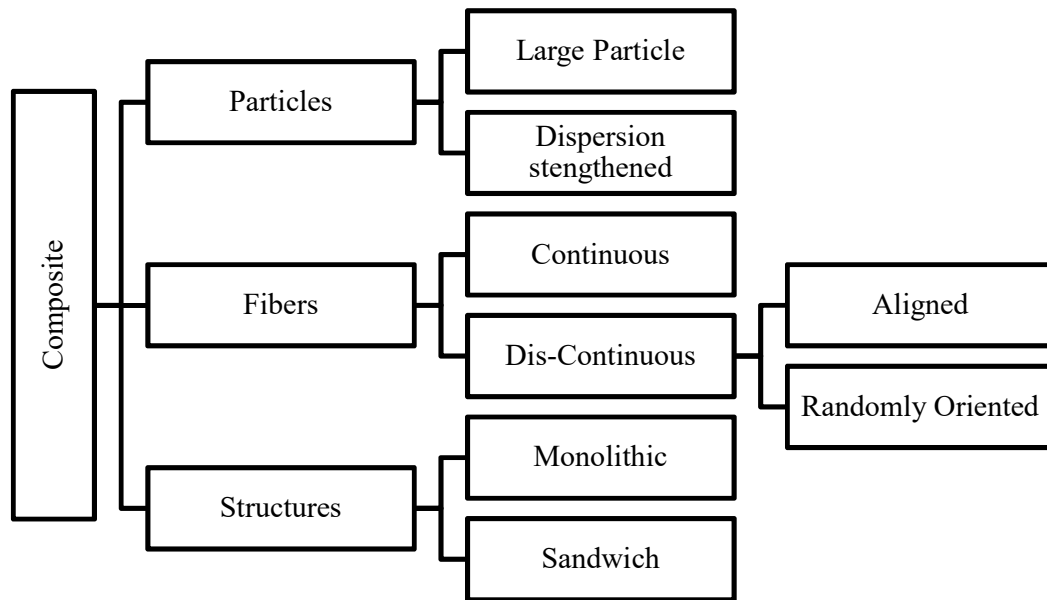 Composite
Particles
Large Particle
Dispersion
stengthened
Fibers
Continuous
Dis-Continuous
Aligned
Randomly Oriented
Structures
Monolithic
Sandwich